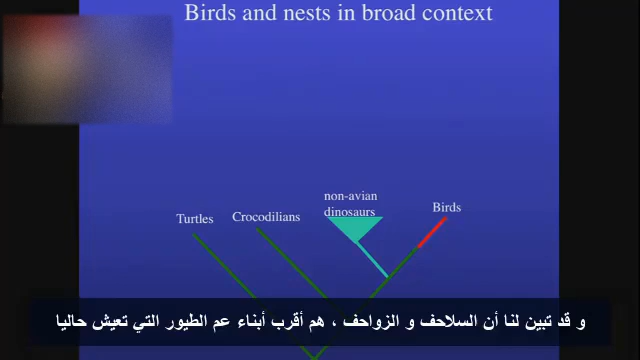 Birds and nests in broad context
non-avian
dinosaurs
Turtles
Crocodilians
Birds
و قد تبين لنا أن السلاحف و الزواحف ، هم أقرب أبناء عم الطيور التي تعيش حاليا